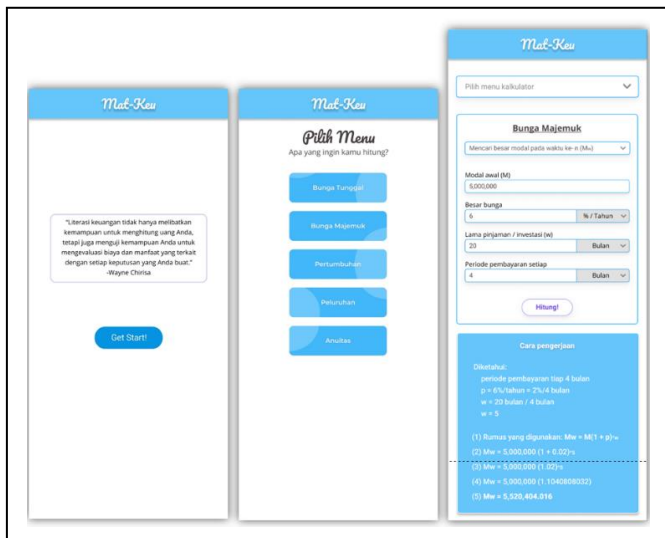 Mat-Keu
"Literasi keuangan tidak hanya melibatkan
kemampuan untuk menghitung uang Anda,
tetapi juga menguji kemampuan Anda untuk
mengevaluasi biaya dan manfaat yang terkait
dengan setiap keputusan yang Anda buat."
-Wayne Chirisa
Get Start!
Mat-Keu
Pilih Menu
Apa yang ingin kamu hitung?
Bunga Tunggal
Bunga Majemuk
Pertumbuhan
Peluruhan
Anuitas
Mat-Keu
Pilih menu kalkulator
Bunga Majemuk
Mencari besar modal pada waktu ke- n (Mₙ)
Modal awal (M)
5,000,000
Besar bunga
6 % / Tahun
Lama pinjaman / investasi (w)
20 Bulan
Periode pembayaran setiap
4 Bulan
Hitung!
Cara pengerjaan
Diketahui:
periode pembayaran tiap 4 bulan
p = 6%/tahun = 2%/4 bulan
w = 20 bulan / 4 bulan
w = 5
(1) Rumus yang digunakan: Mw = M(1 + p)^w
(2) Mw = 5,000,000 (1 + 0.02)^5
(3) Mw = 5,000,000 (1.02)^5
(4) Mw = 5,000,000 (1.1040808032)
(5) Mw = 5,520,404.016